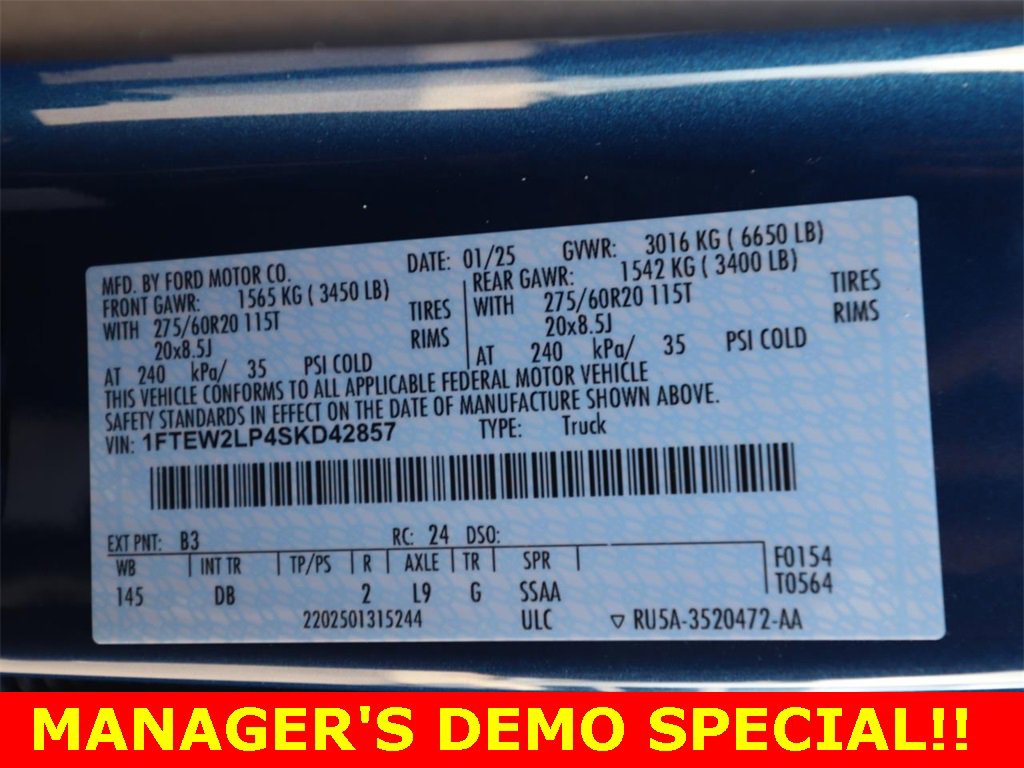 MFD. BY FORD MOTOR CO. DATE: 01/25 GVWR: 3016 KG ( 6650 LB)
FRONT GAWR: 1565 KG ( 3450 LB) REAR GAWR: 1542 KG ( 3400 LB)
WITH 275/60R20 115T TIRES WITH 275/60R20 115T TIRES
20x8.5J RIMS 20x8.5J RIMS
AT 240 kPa/ 35 PSI COLD AT 240 kPa/ 35 PSI COLD
THIS VEHICLE CONFORMS TO ALL APPLICABLE FEDERAL MOTOR VEHICLE
SAFETY STANDARDS IN EFFECT ON THE DATE OF MANUFACTURE SHOWN ABOVE.
VIN: 1FTEW2LP4SKD42857 TYPE: Truck
EXT PNT: B3 RC: 24 DSO:
WB INT TR TP/PS R AXLE TR SPR F0154
145 DB 2 L9 G SSAA T0564
2202501315244 ULC ▽ RU5A-3520472-AA
MANAGER'S DEMO SPECIAL!!